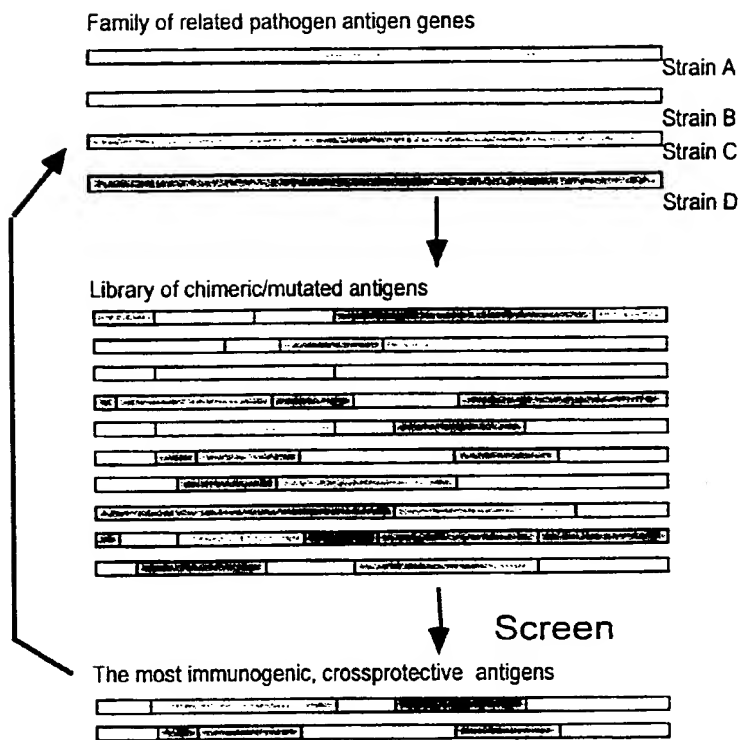 Family of related pathogen antigen genes
Strain A
Strain B
Strain C
Strain D
Library of chimeric/mutated antigens
Screen
The most immunogenic, crossprotective antigens